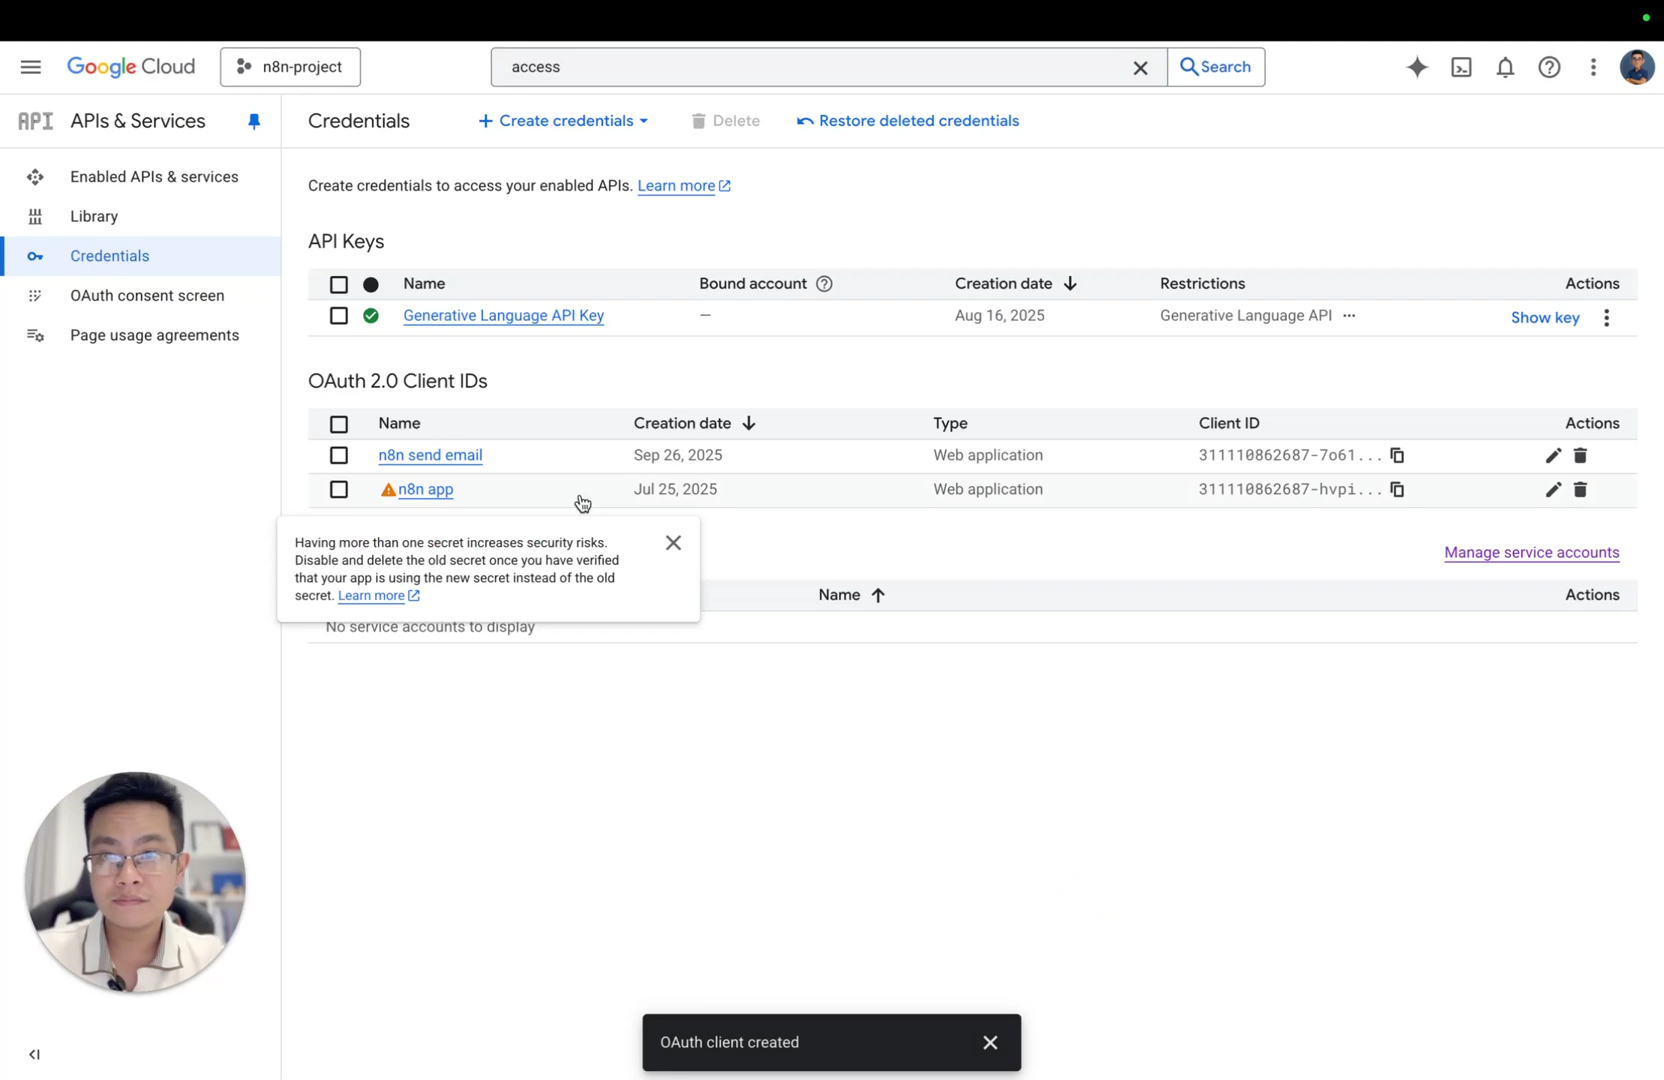 Google Cloud
n8n-project
access
Search
API
APIs & Services
Credentials
Create credentials
Delete
Restore deleted credentials
Enabled APIs & services
Library
Credentials
OAuth consent screen
Page usage agreements
Create credentials to access your enabled APIs. Learn more
API Keys
Name Bound account Creation date Restrictions Actions
Generative Language API Key — Aug 16, 2025 Generative Language API ••• Show key
OAuth 2.0 Client IDs
Name Creation date Type Client ID Actions
n8n send email Sep 26, 2025 Web application 311110862687-7o61...
n8n app Jul 25, 2025 Web application 311110862687-hvpi...
Having more than one secret increases security risks.
Disable and delete the old secret once you have verified
that your app is using the new secret instead of the old
secret. Learn more
Manage service accounts
Name Actions
No service accounts to display
OAuth client created